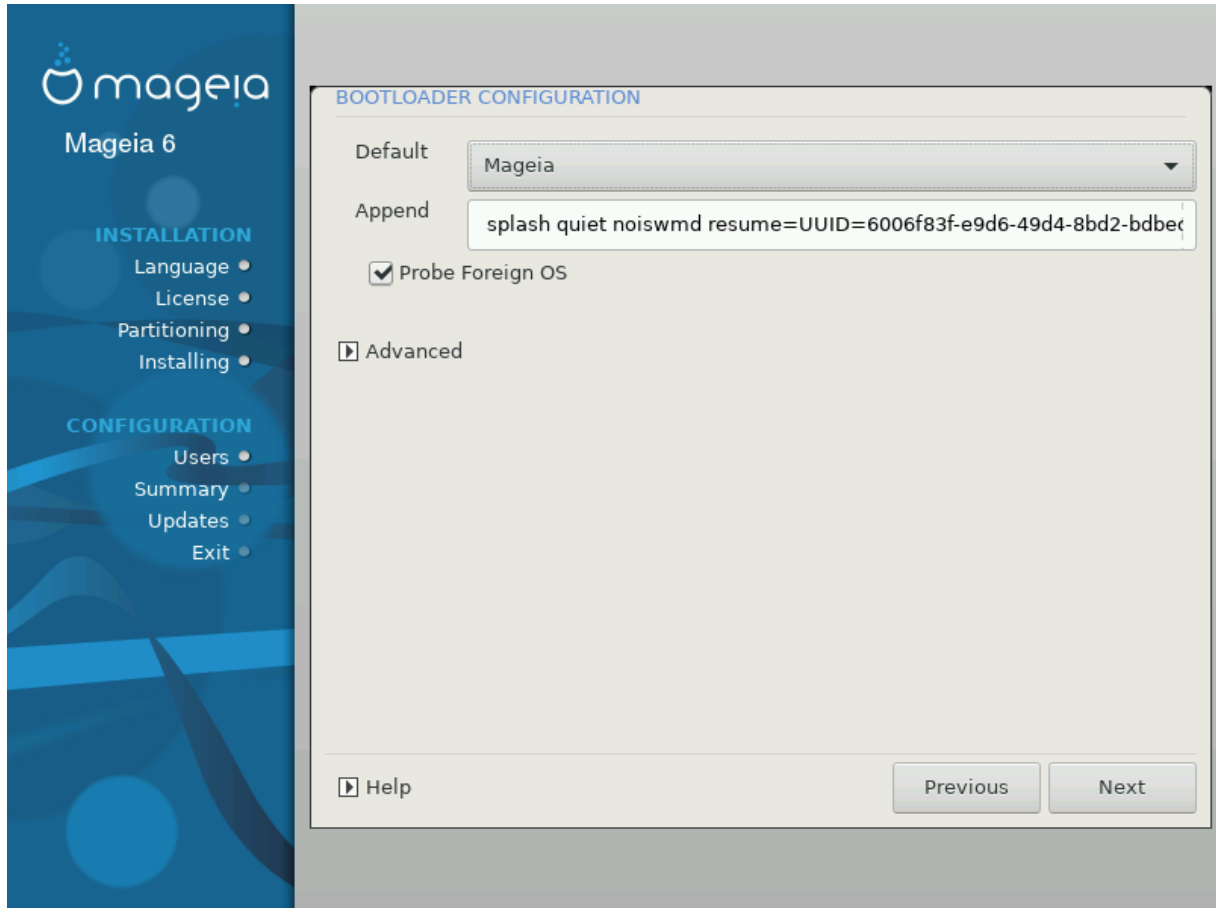 mageia
Mageia 6
INSTALLATION
Language
License
Partitioning
Installing
CONFIGURATION
Users
Summary
Updates
Exit
BOOTLOADER CONFIGURATION
Default
Mageia
Append
splash quiet noiswmd resume=UUID=6006f83f-e9d6-49d4-8bd2-bdbec
Probe Foreign OS
Advanced
Help
Previous
Next